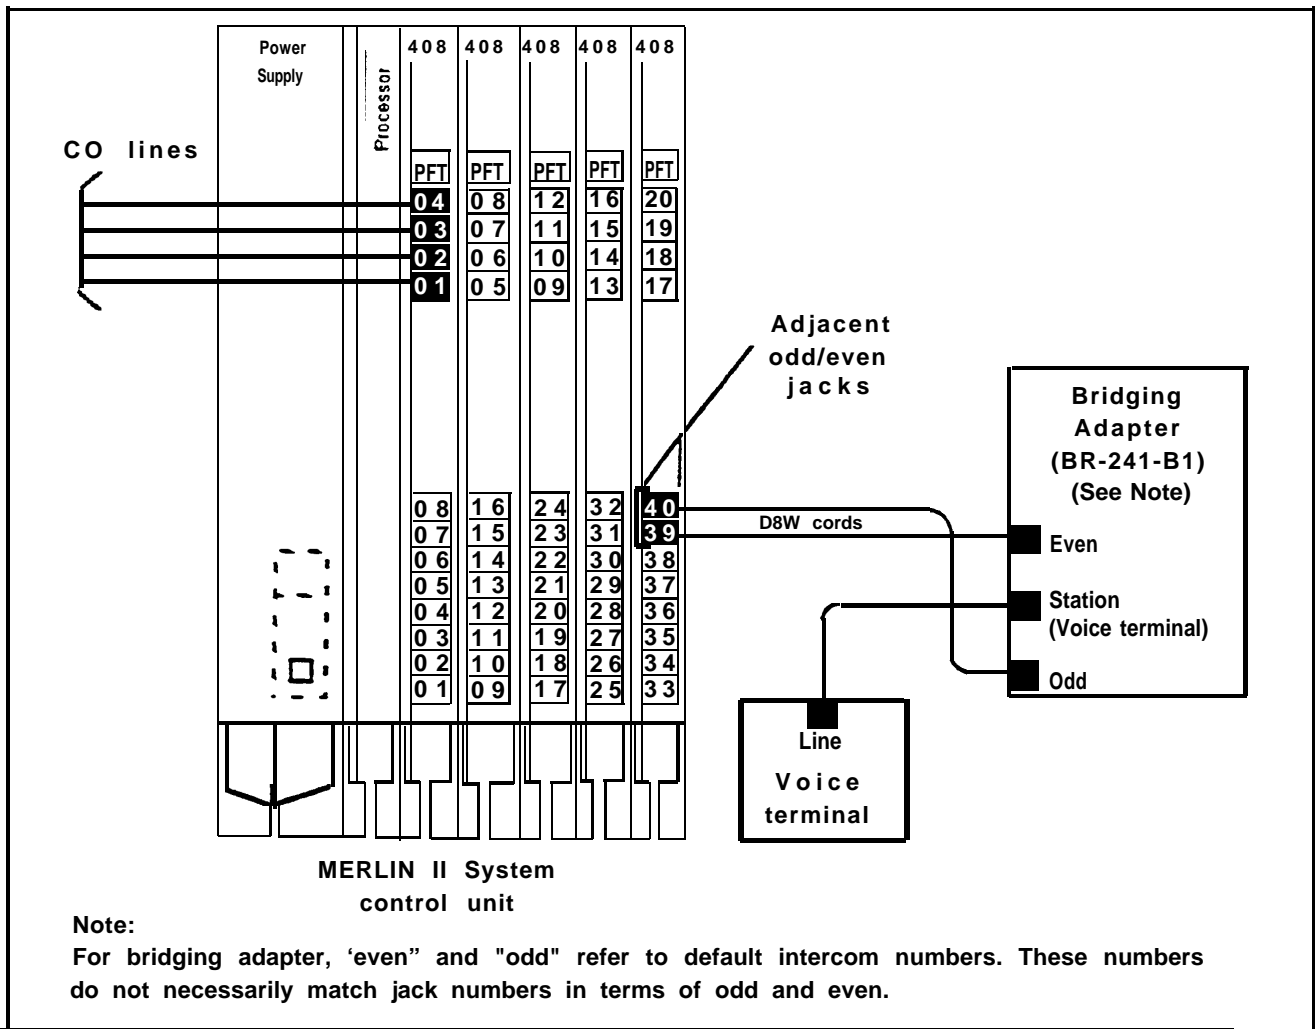 Power
Supply
Processor
408 408 408 408 408
CO lines
PFT PFT PFT PFT PFT
04 08 12 16 20
03 07 11 15 19
02 06 10 14 18
01 05 09 13 17
Adjacent
odd/even
jacks
Bridging
Adapter
(BR-241-B1)
(See Note)
08 16 24 32 40
07 15 23 31 39
06 14 22 30 38
05 13 21 29 37
04 12 20 28 36
03 11 19 27 35
02 10 18 26 34
01 09 17 25 33
D8W cords
Even
Station
(Voice terminal)
Odd
Line
Voice
terminal
MERLIN II System
control unit
Note:
For bridging adapter, ‘even” and "odd" refer to default intercom numbers. These numbers
do not necessarily match jack numbers in terms of odd and even.